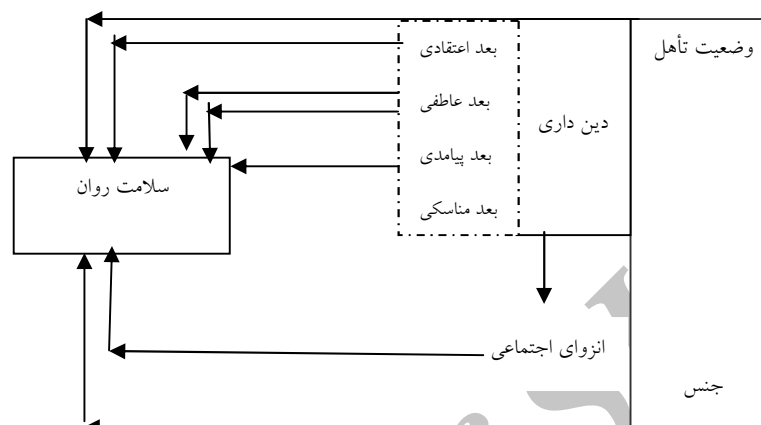 وضعیت تأهل
دین داری
بعد اعتقادی
بعد عاطفی
بعد پیامدی
بعد مناسکی
سلامت روان
انزوای اجتماعی
جنس